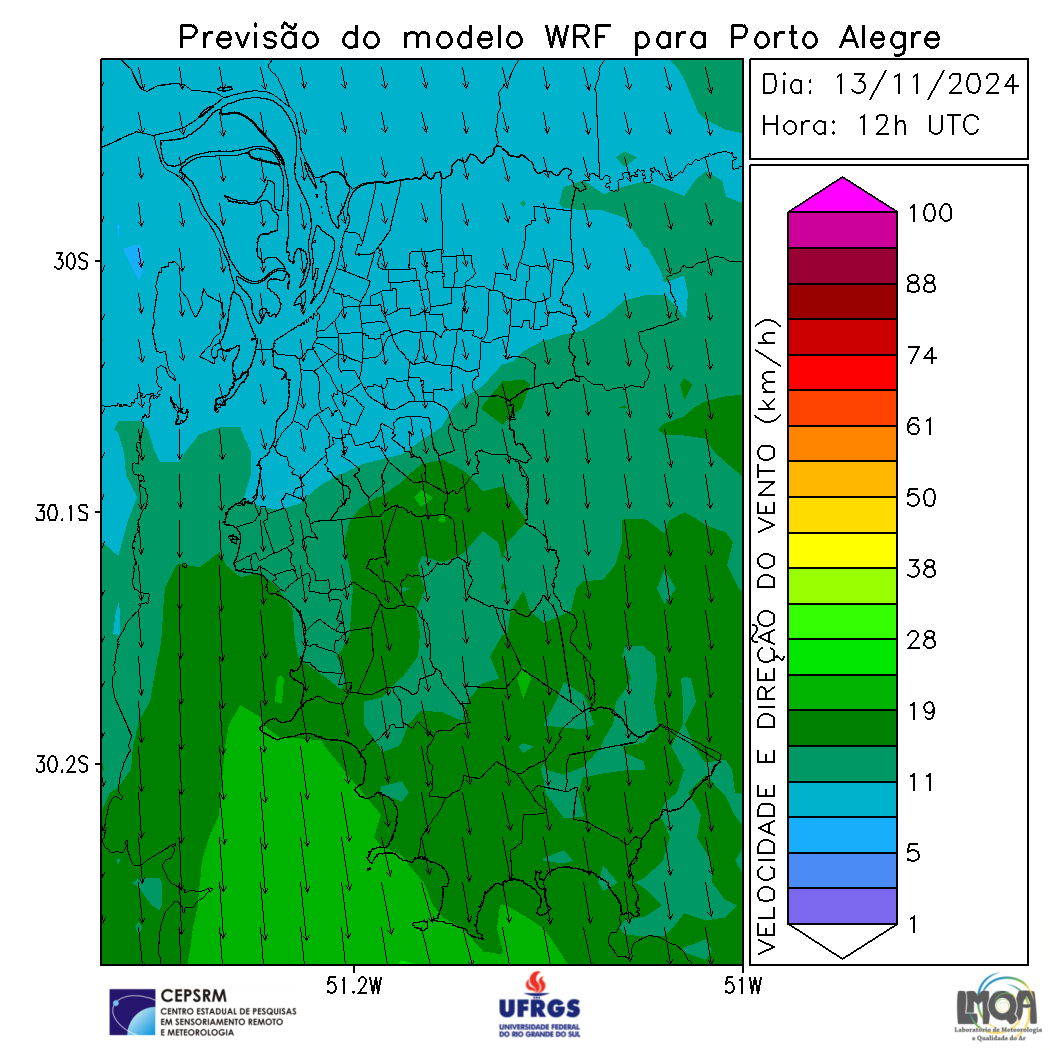 Previsão do modelo WRF para Porto Alegre
Dia: 13/11/2024
Hora: 12h UTC
30S
30.1S
30.2S
51.2W
51W
VELOCIDADE E DIREÇÃO DO VENTO (km/h)
100
88
74
61
50
38
28
19
11
5
1
CEPSRM
CENTRO ESTADUAL DE PESQUISAS
EM SENSORIAMENTO REMOTO
E METEOROLOGIA
UFRGS
UNIVERSIDADE FEDERAL
DO RIO GRANDE DO SUL
LMQA
Laboratório de Meteorologia
e Qualidade do Ar